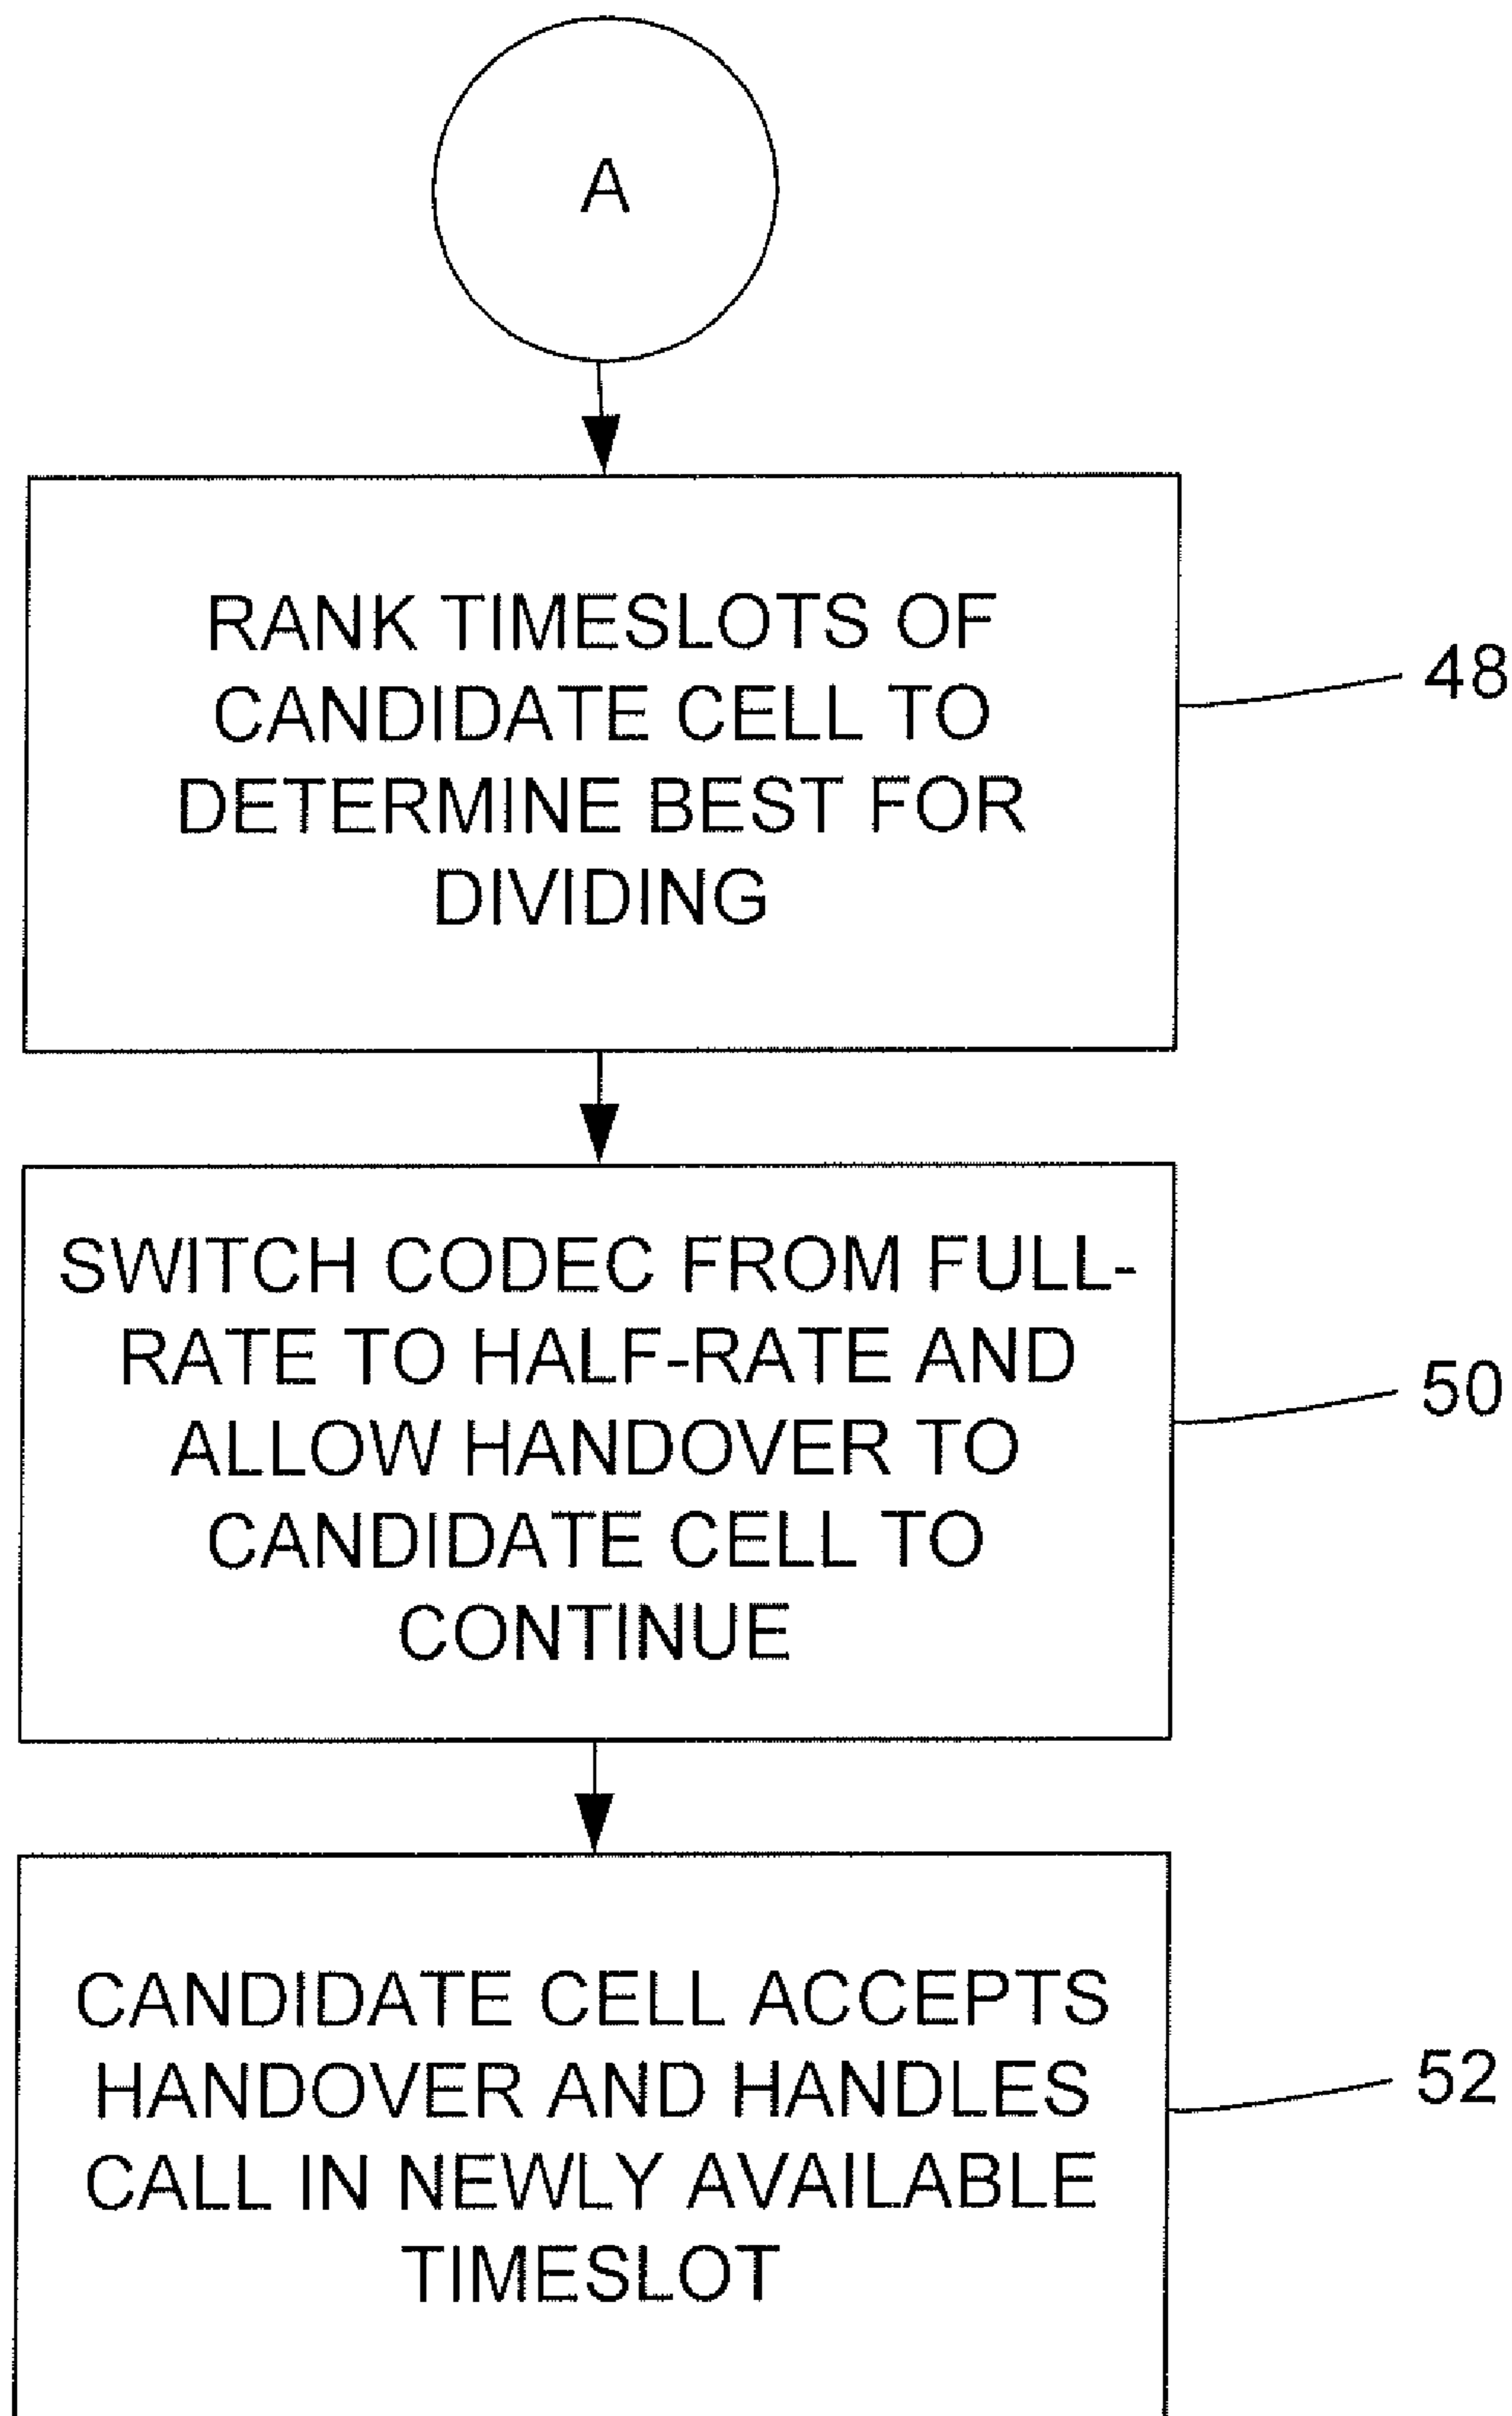 A
RANK TIMESLOTS OF
CANDIDATE CELL TO
DETERMINE BEST FOR
DIVIDING
48
SWITCH CODEC FROM FULL-
RATE TO HALF-RATE AND
ALLOW HANDOVER TO
CANDIDATE CELL TO
CONTINUE
50
CANDIDATE CELL ACCEPTS
HANDOVER AND HANDLES
CALL IN NEWLY AVAILABLE
TIMESLOT
52